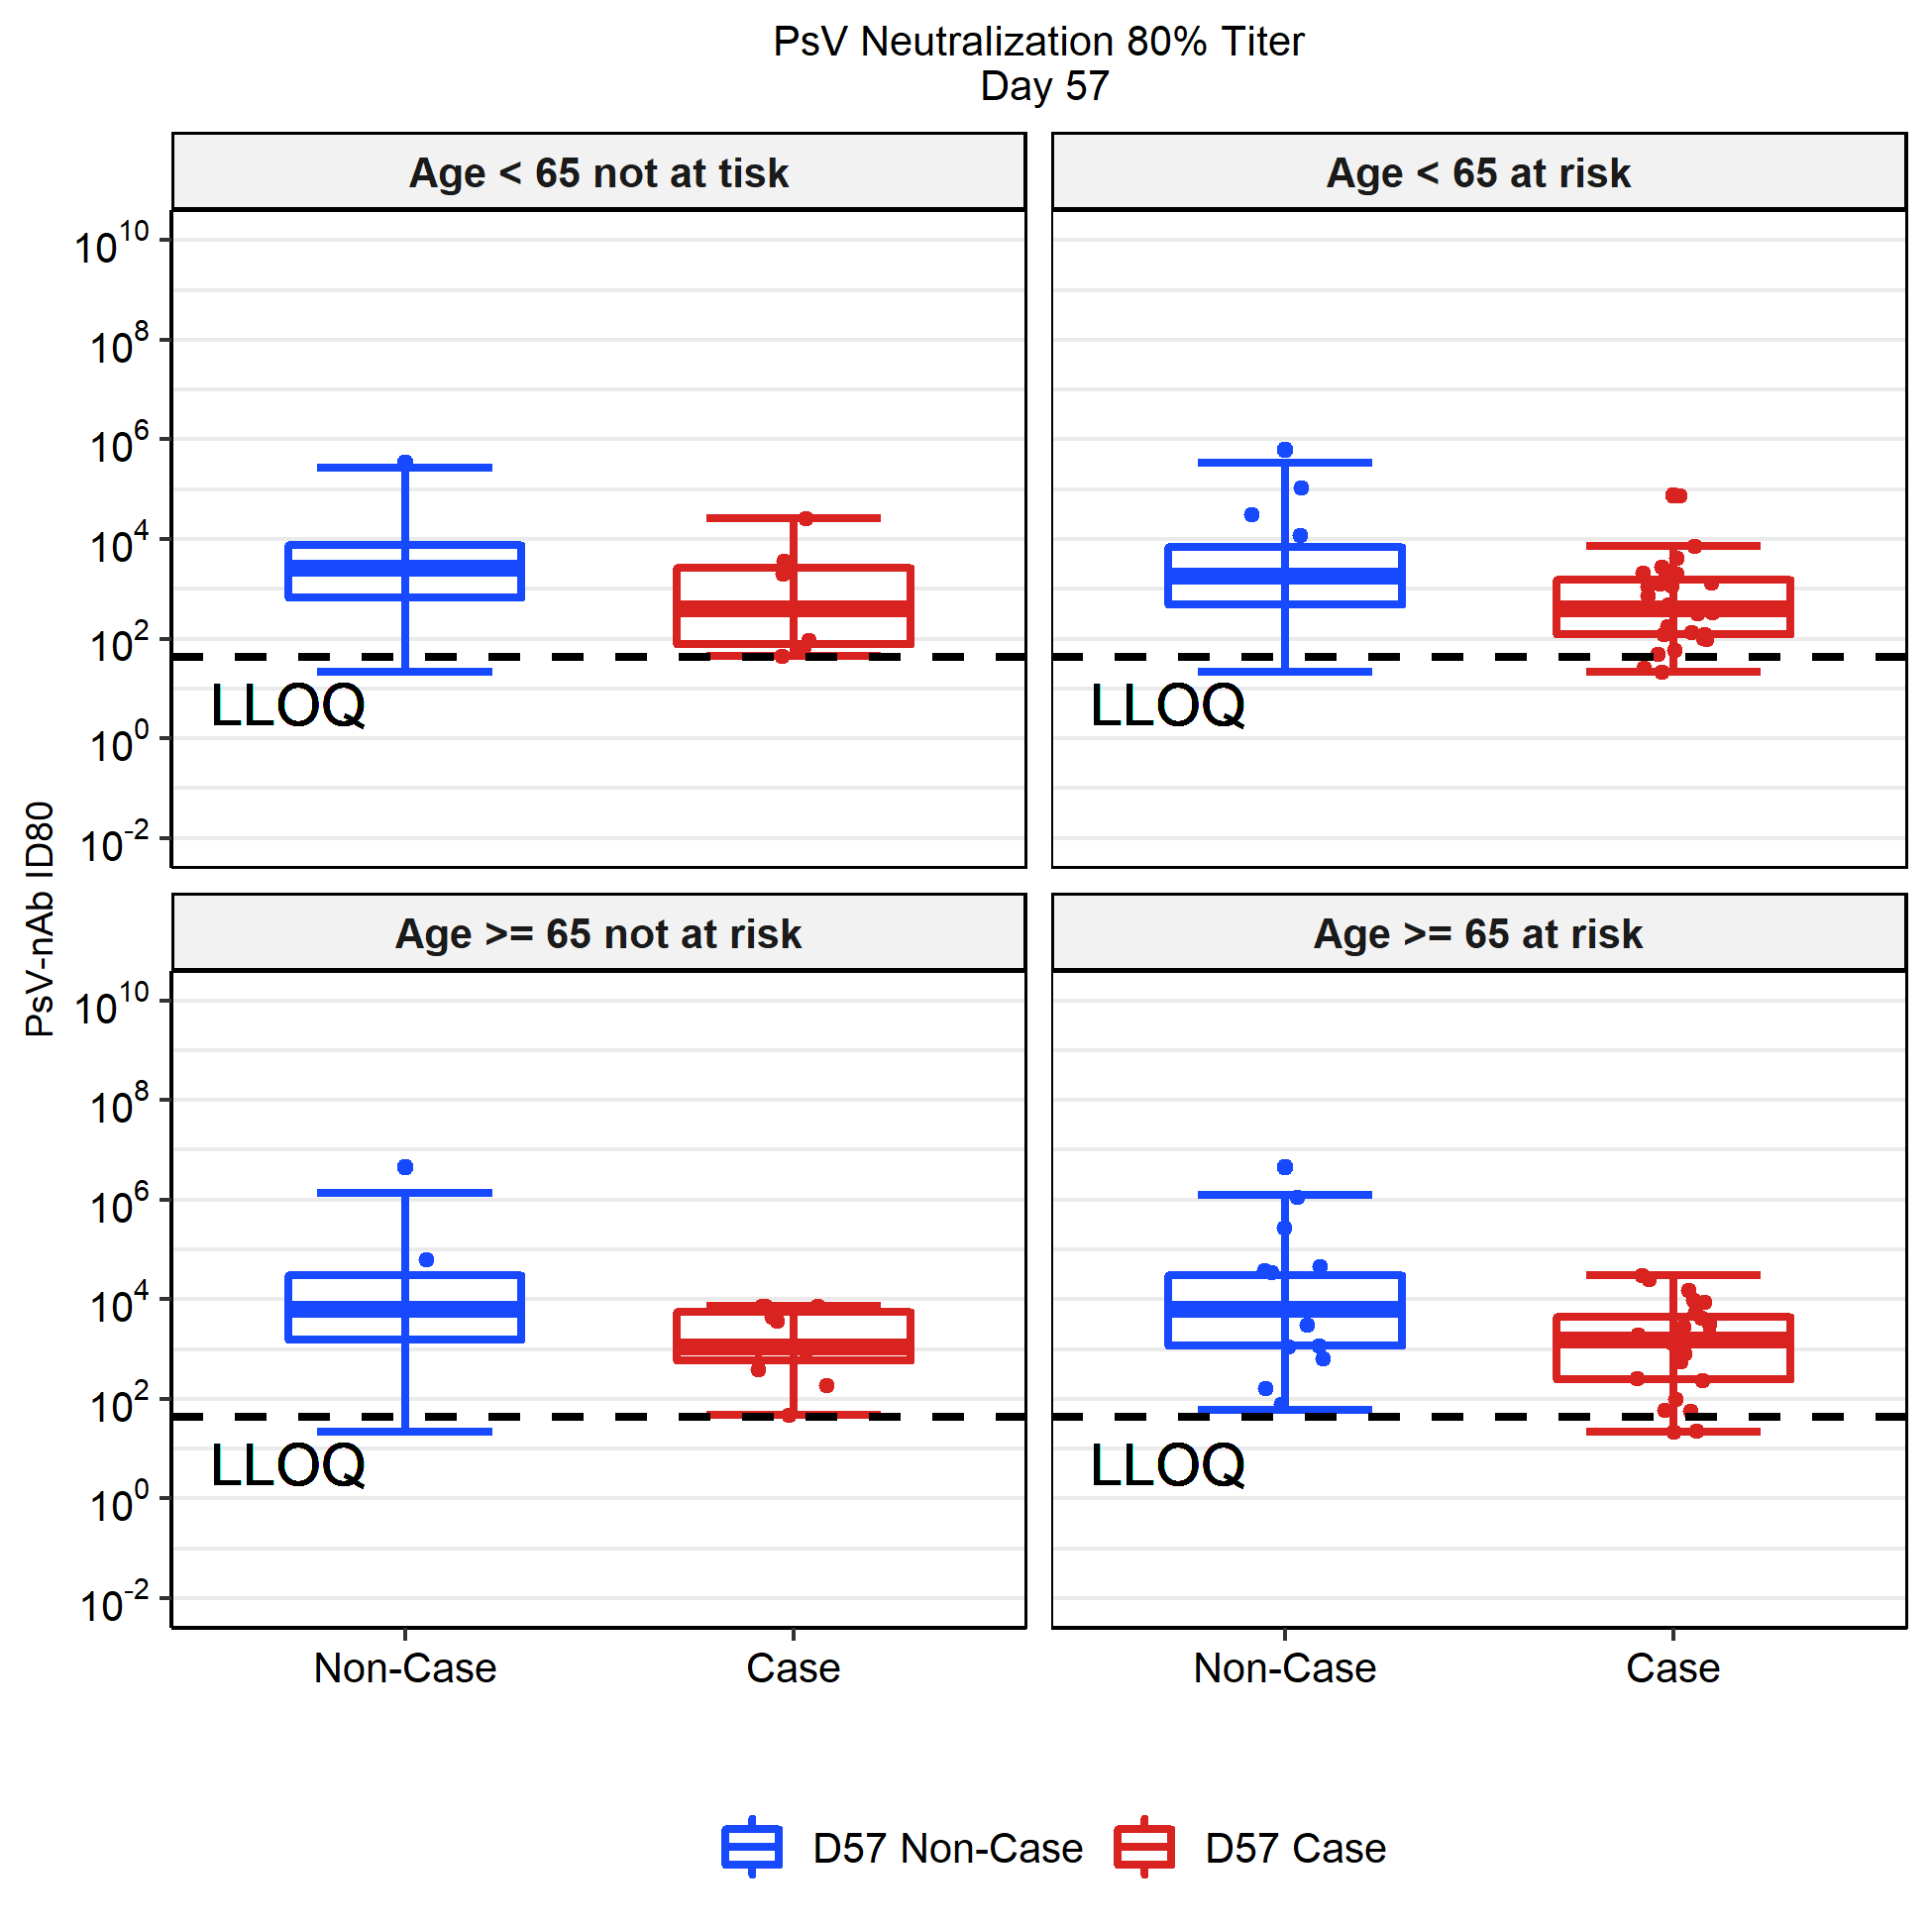 PsV Neutralization 80% Titer
Day 57
Age < 65 not at tisk
Age < 65 at risk
10^10
10^8
10^6
10^4
10^2
10^0
10^-2
LLOQ
LLOQ
PsV-nAb ID80
Age >= 65 not at risk
Age >= 65 at risk
10^10
10^8
10^6
10^4
10^2
10^0
10^-2
LLOQ
LLOQ
Non-Case Case Non-Case Case
D57 Non-Case D57 Case